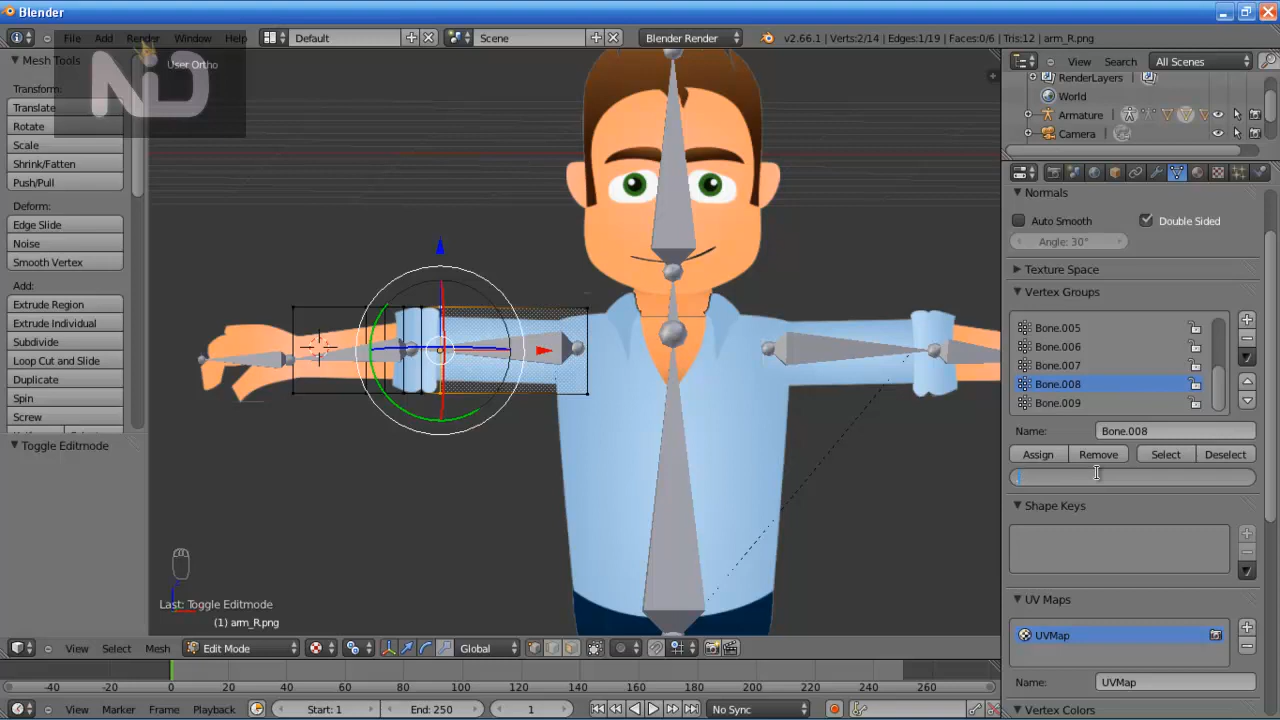 Blender
File Add Render Window Help Default Scene Blender Render v2.66.1 | Verts:2/14 | Edges:1/19 | Faces:0/6 | Tris:12 | arm_R.png
Mesh Tools
Transform:
Translate
Rotate
Scale
Shrink/Fatten
Push/Pull
Deform:
Edge Slide
Noise
Smooth Vertex
Add:
Extrude Region
Extrude Individual
Subdivide
Loop Cut and Slide
Duplicate
Spin
Screw
Toggle Editmode
NiD
User Ortho
Last: Toggle Editmode
(1) arm_R.png
View Select Mesh Edit Mode Global
View Search All Scenes
RenderLayers
World
Armature
Camera
Normals
Auto Smooth Double Sided
Angle: 30°
Texture Space
Vertex Groups
Bone.005
Bone.006
Bone.007
Bone.008
Bone.009
Name: Bone.008
Assign Remove Select Deselect
Shape Keys
UV Maps
UVMap
Name: UVMap
Vertex Colors
-40 -20 0 20 40 60 80 100 120 140 160 180 200 220 240 260
View Marker Frame Playback Start: 1 End: 250 1 No Sync